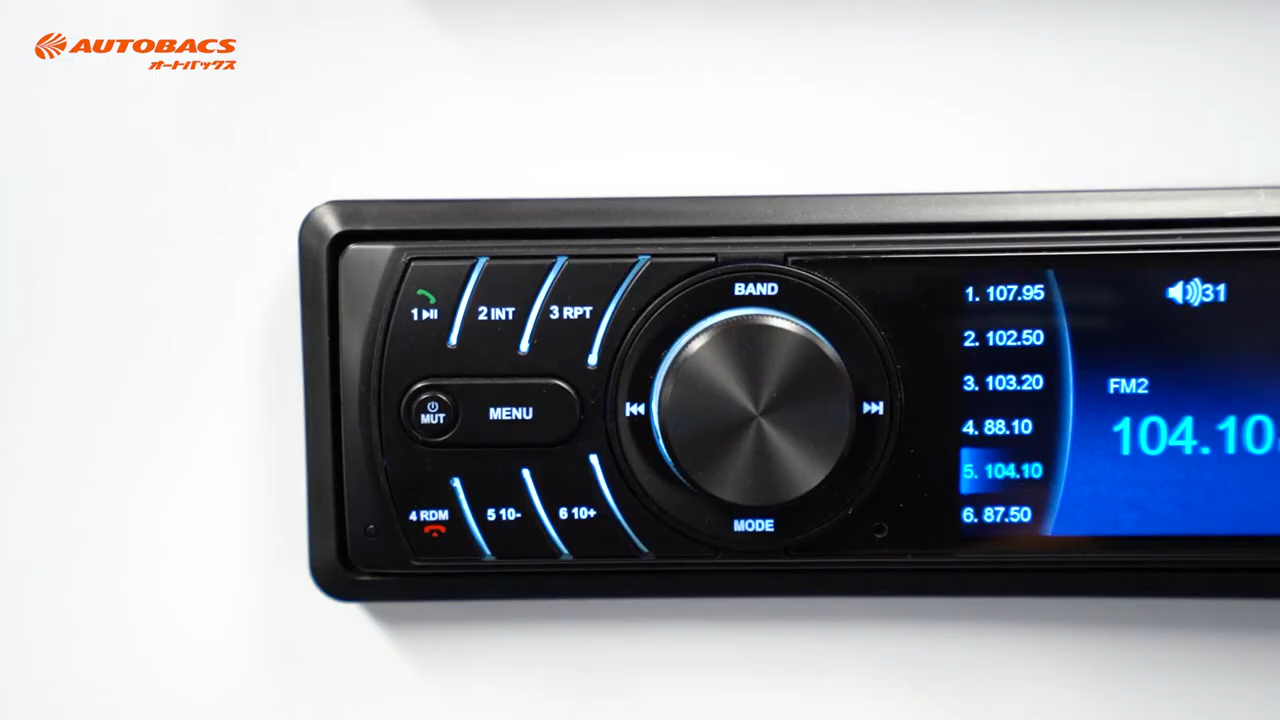 AUTOBACS
オートバックス
BAND
1
2 INT
3 RPT
MUT
MENU
4 RDM
5 10-
6 10+
MODE
1. 107.95
2. 102.50
3. 103.20
4. 88.10
5. 104.10
6. 87.50
31
FM2
104.10